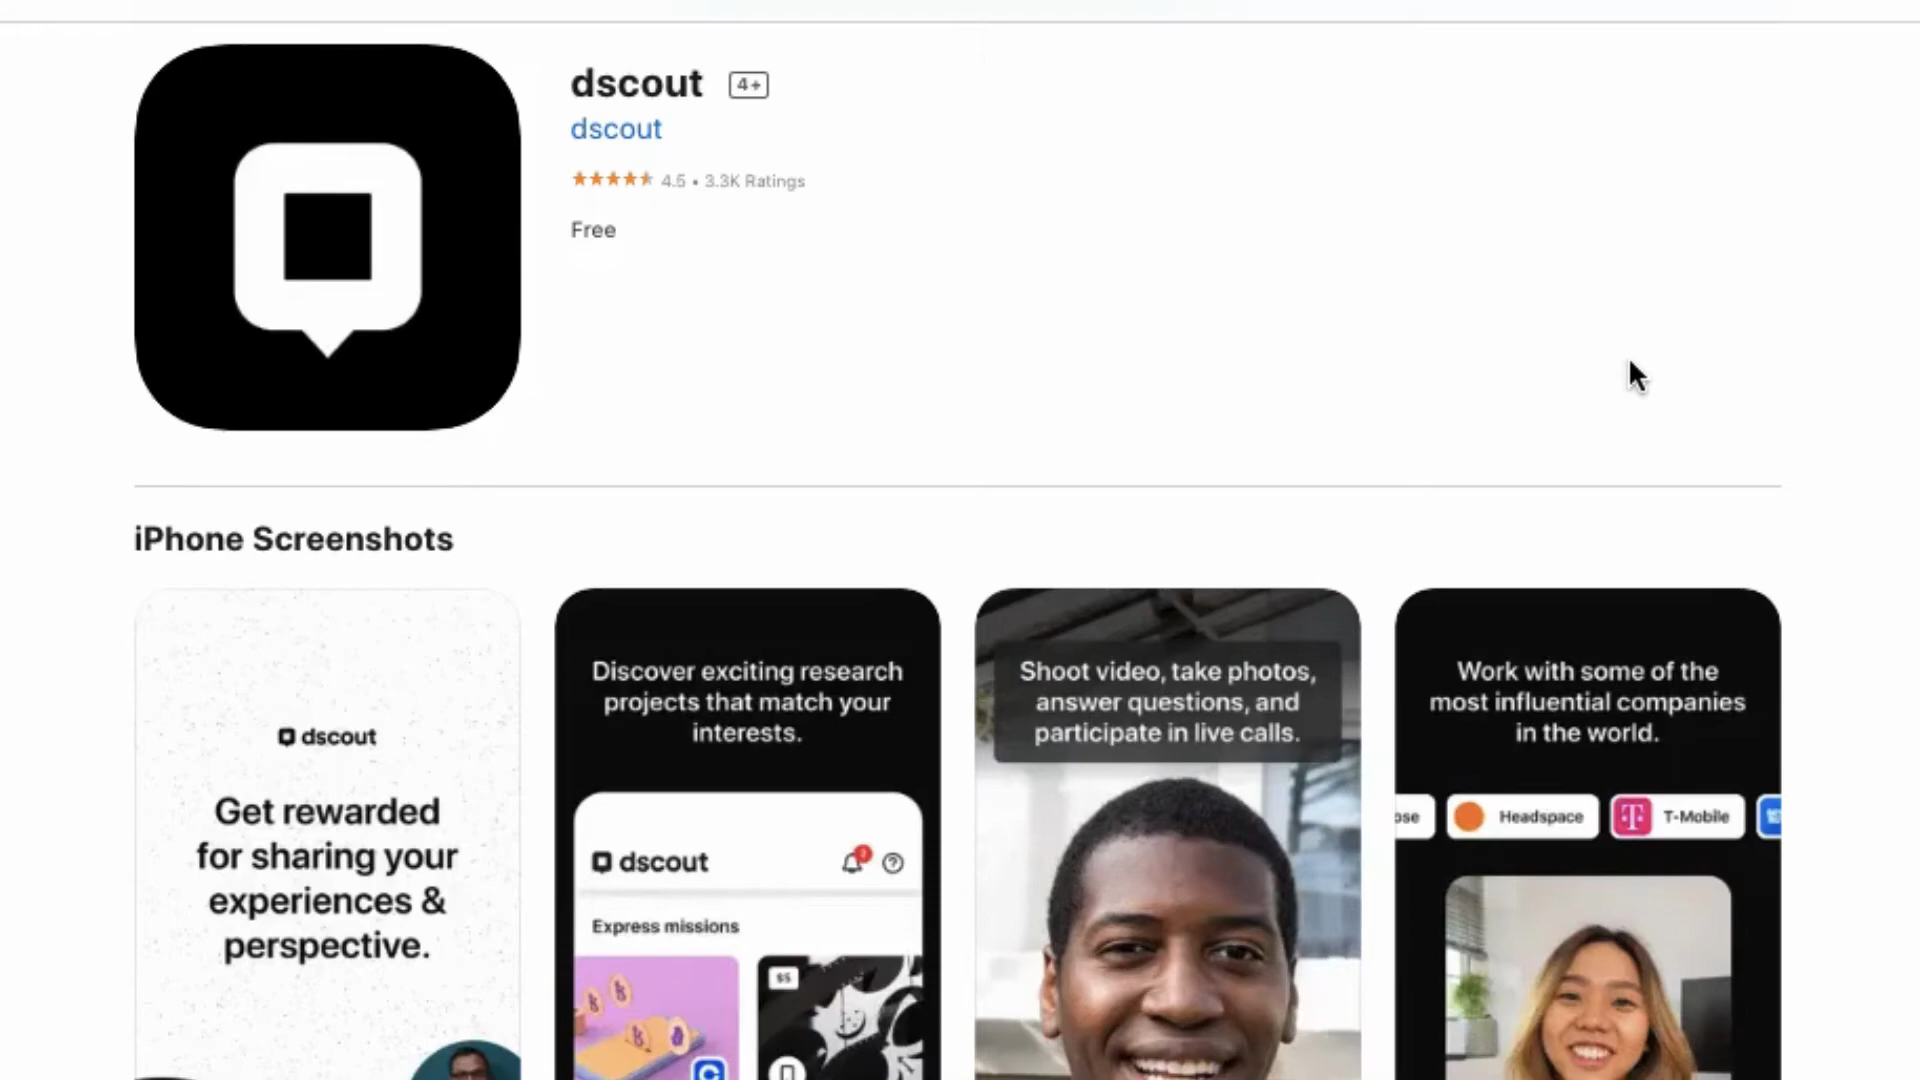 dscout 4+
dscout
4.5 • 3.3K Ratings
Free
iPhone Screenshots
dscout
Get rewarded
for sharing your
experiences &
perspective.
Discover exciting research
projects that match your
interests.
dscout
Express missions
$5
Shoot video, take photos,
answer questions, and
participate in live calls.
Work with some of the
most influential companies
in the world.
ose
Headspace
T-Mobile